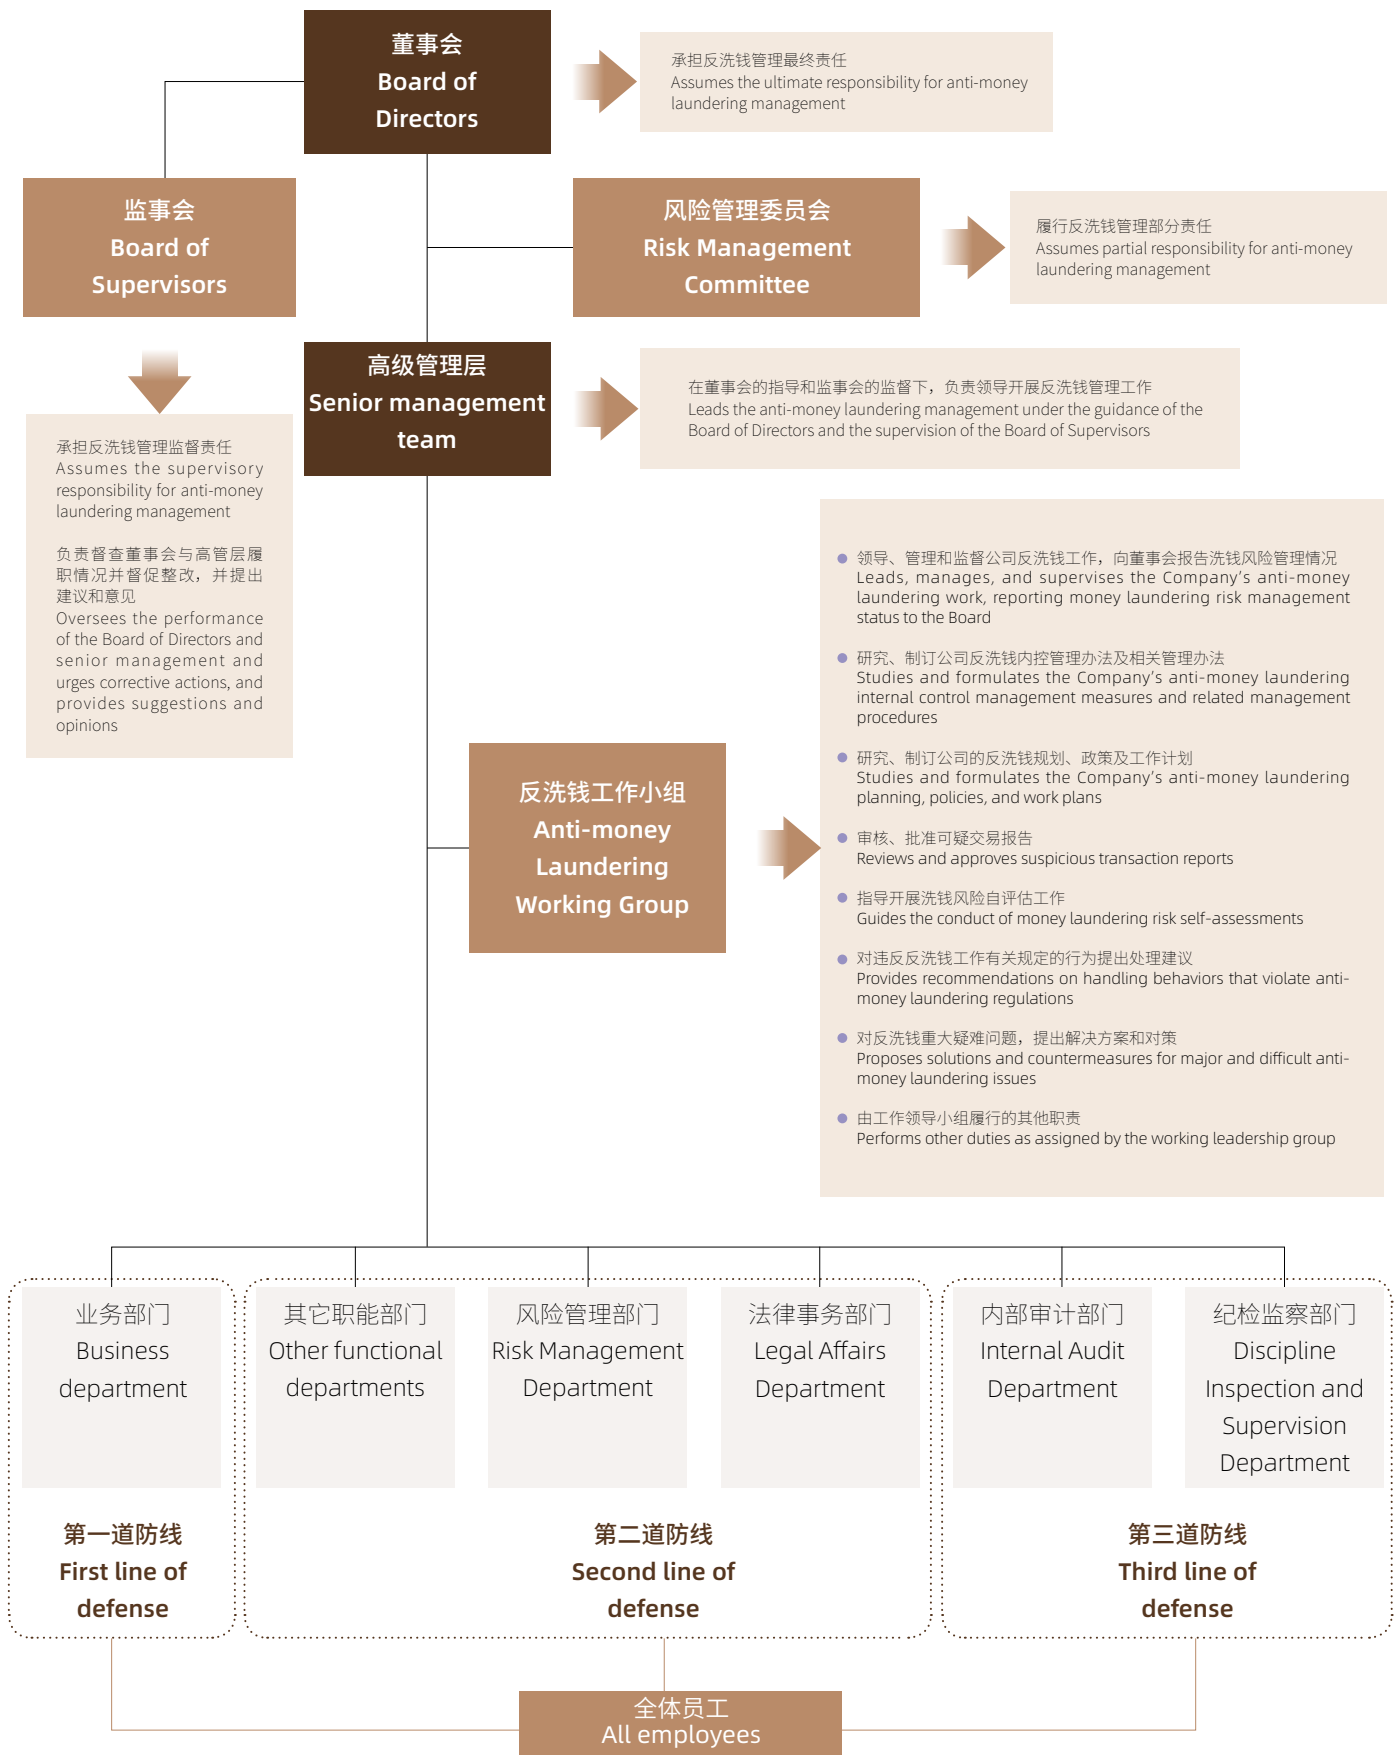 董事会
Board of
Directors
承担反洗钱管理最终责任
Assumes the ultimate responsibility for anti-money
laundering management
监事会
Board of
Supervisors
风险管理委员会
Risk Management
Committee
履行反洗钱管理部分责任
Assumes partial responsibility for anti-money
laundering management
高级管理层
Senior management
team
在董事会的指导和监事会的监督下，负责领导开展反洗钱管理工作
Leads the anti-money laundering management under the guidance of the
Board of Directors and the supervision of the Board of Supervisors
承担反洗钱管理监督责任
Assumes the supervisory
responsibility for anti-money
laundering management
负责督查董事会与高管层履
职情况并督促整改，并提出
建议和意见
Oversees the performance
of the Board of Directors and
senior management and
urges corrective actions, and
provides suggestions and
opinions
反洗钱工作小组
Anti-money
Laundering
Working Group
领导、管理和监督公司反洗钱工作，向董事会报告洗钱风险管理情况
Leads, manages, and supervises the Company’s anti-money
laundering work, reporting money laundering risk management
status to the Board
研究、制订公司反洗钱内控管理办法及相关管理办法
Studies and formulates the Company’s anti-money laundering
internal control management measures and related management
procedures
研究、制订公司的反洗钱规划、政策及工作计划
Studies and formulates the Company’s anti-money laundering
planning, policies, and work plans
审核、批准可疑交易报告
Reviews and approves suspicious transaction reports
指导开展洗钱风险自评估工作
Guides the conduct of money laundering risk self-assessments
对违反反洗钱工作有关规定的行为提出处理建议
Provides recommendations on handling behaviors that violate anti-
money laundering regulations
对反洗钱重大疑难问题，提出解决方案和对策
Proposes solutions and countermeasures for major and difficult anti-
money laundering issues
由工作领导小组履行的其他职责
Performs other duties as assigned by the working leadership group
业务部门
Business
department
其它职能部门
Other functional
departments
风险管理部门
Risk Management
Department
法律事务部门
Legal Affairs
Department
内部审计部门
Internal Audit
Department
纪检监察部门
Discipline
Inspection and
Supervision
Department
第一道防线
First line of
defense
第二道防线
Second line of
defense
第三道防线
Third line of
defense
全体员工
All employees